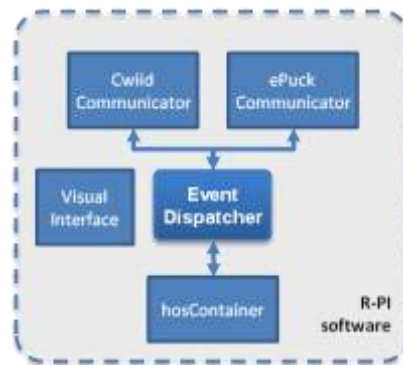 Cwiid
Communicator
ePuck
Communicator
Visual
Interface
Event
Dispatcher
hosContainer
R-PI
software